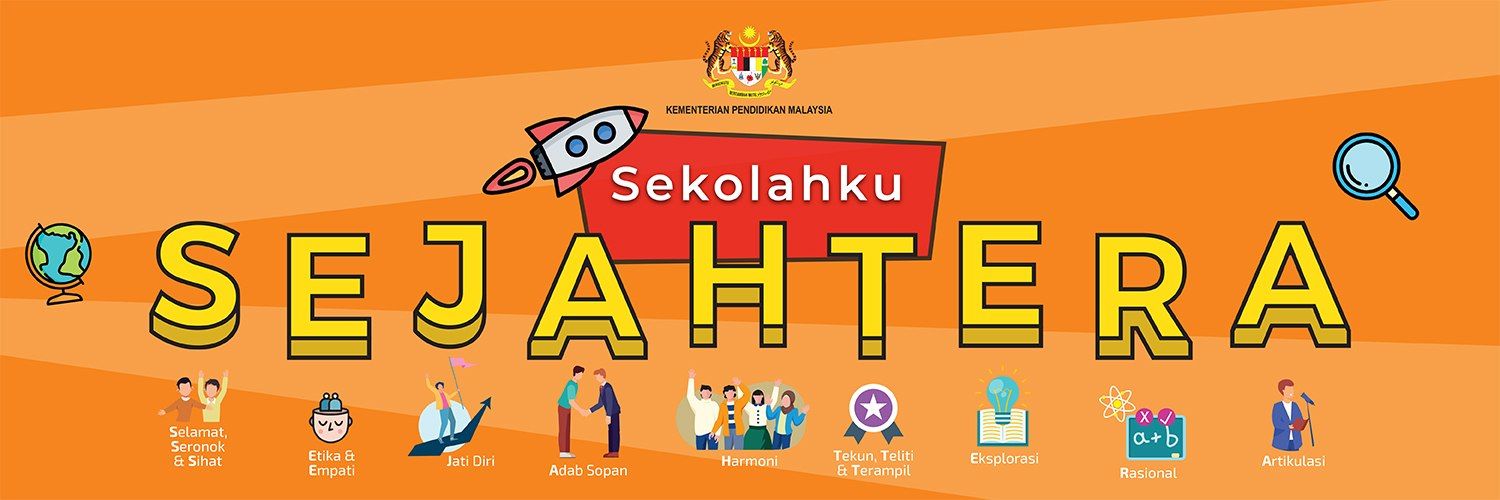 KEMENTERIAN PENDIDIKAN MALAYSIA
Sekolahku
SEJAHTERA
Selamat,
Seronok
& Sihat
Etika &
Empati
Jati Diri
Adab Sopan
Harmoni
Tekun, Teliti
& Terampil
Eksplorasi
a+b
Rasional
Artikulasi